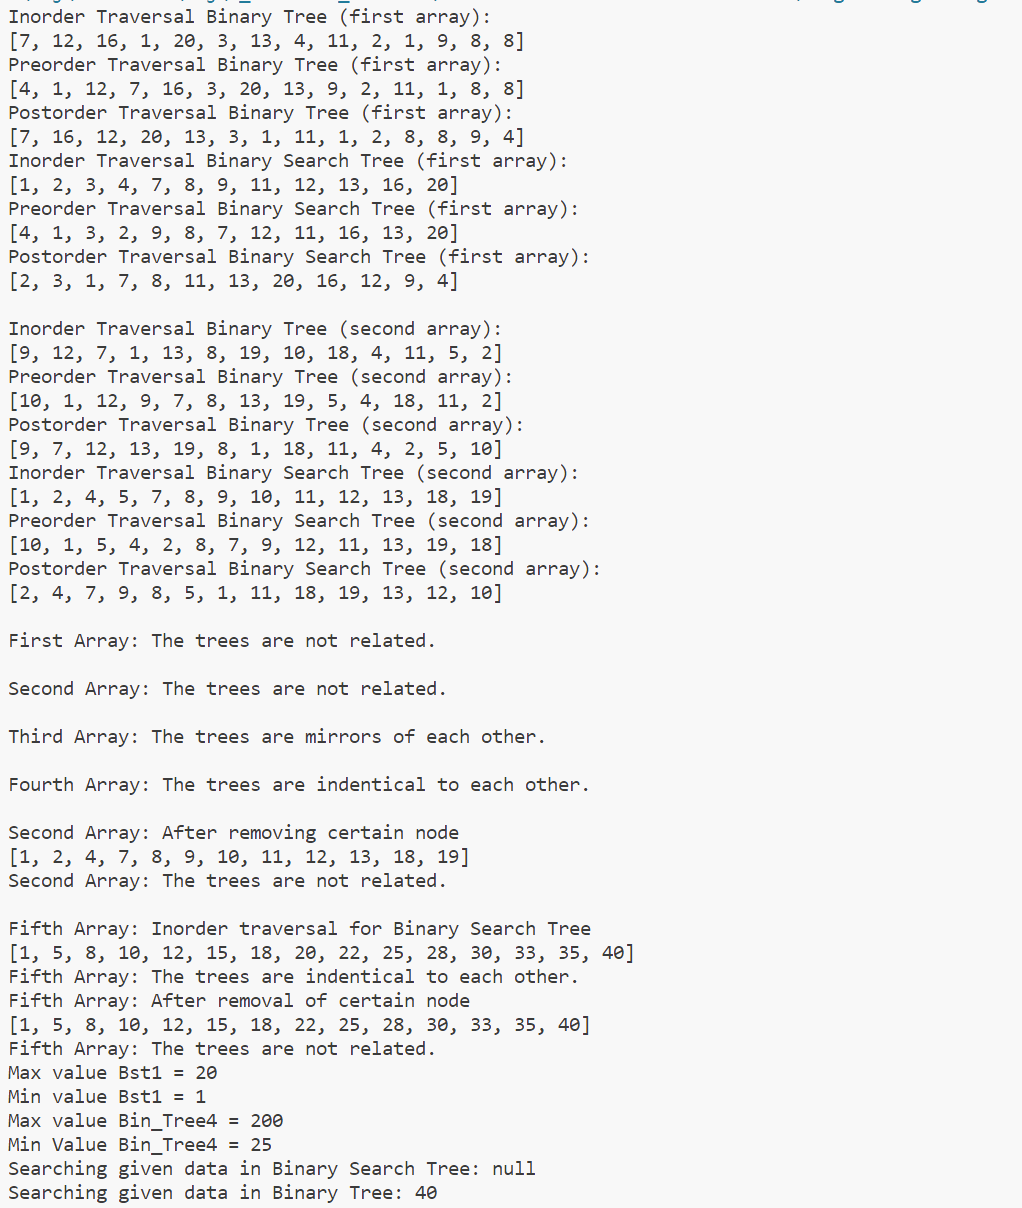 Inorder Traversal Binary Tree (first array):
[7, 12, 16, 1, 20, 3, 13, 4, 11, 2, 1, 9, 8, 8]
Preorder Traversal Binary Tree (first array):
[4, 1, 12, 7, 16, 3, 20, 13, 9, 2, 11, 1, 8, 8]
Postorder Traversal Binary Tree (first array):
[7, 16, 12, 20, 13, 3, 1, 11, 1, 2, 8, 8, 9, 4]
Inorder Traversal Binary Search Tree (first array):
[1, 2, 3, 4, 7, 8, 9, 11, 12, 13, 16, 20]
Preorder Traversal Binary Search Tree (first array):
[4, 1, 3, 2, 9, 8, 7, 12, 11, 16, 13, 20]
Postorder Traversal Binary Search Tree (first array):
[2, 3, 1, 7, 8, 11, 13, 20, 16, 12, 9, 4]
Inorder Traversal Binary Tree (second array):
[9, 12, 7, 1, 13, 8, 19, 10, 18, 4, 11, 5, 2]
Preorder Traversal Binary Tree (second array):
[10, 1, 12, 9, 7, 8, 13, 19, 5, 4, 18, 11, 2]
Postorder Traversal Binary Tree (second array):
[9, 7, 12, 13, 19, 8, 1, 18, 11, 4, 2, 5, 10]
Inorder Traversal Binary Search Tree (second array):
[1, 2, 4, 5, 7, 8, 9, 10, 11, 12, 13, 18, 19]
Preorder Traversal Binary Search Tree (second array):
[10, 1, 5, 4, 2, 8, 7, 9, 12, 11, 13, 19, 18]
Postorder Traversal Binary Search Tree (second array):
[2, 4, 7, 9, 8, 5, 1, 11, 18, 19, 13, 12, 10]
First Array: The trees are not related.
Second Array: The trees are not related.
Third Array: The trees are mirrors of each other.
Fourth Array: The trees are indentical to each other.
Second Array: After removing certain node
[1, 2, 4, 7, 8, 9, 10, 11, 12, 13, 18, 19]
Second Array: The trees are not related.
Fifth Array: Inorder traversal for Binary Search Tree
[1, 5, 8, 10, 12, 15, 18, 20, 22, 25, 28, 30, 33, 35, 40]
Fifth Array: The trees are indentical to each other.
Fifth Array: After removal of certain node
[1, 5, 8, 10, 12, 15, 18, 22, 25, 28, 30, 33, 35, 40]
Fifth Array: The trees are not related.
Max value Bst1 = 20
Min value Bst1 = 1
Max value Bin_Tree4 = 200
Min Value Bin_Tree4 = 25
Searching given data in Binary Search Tree: null
Searching given data in Binary Tree: 40